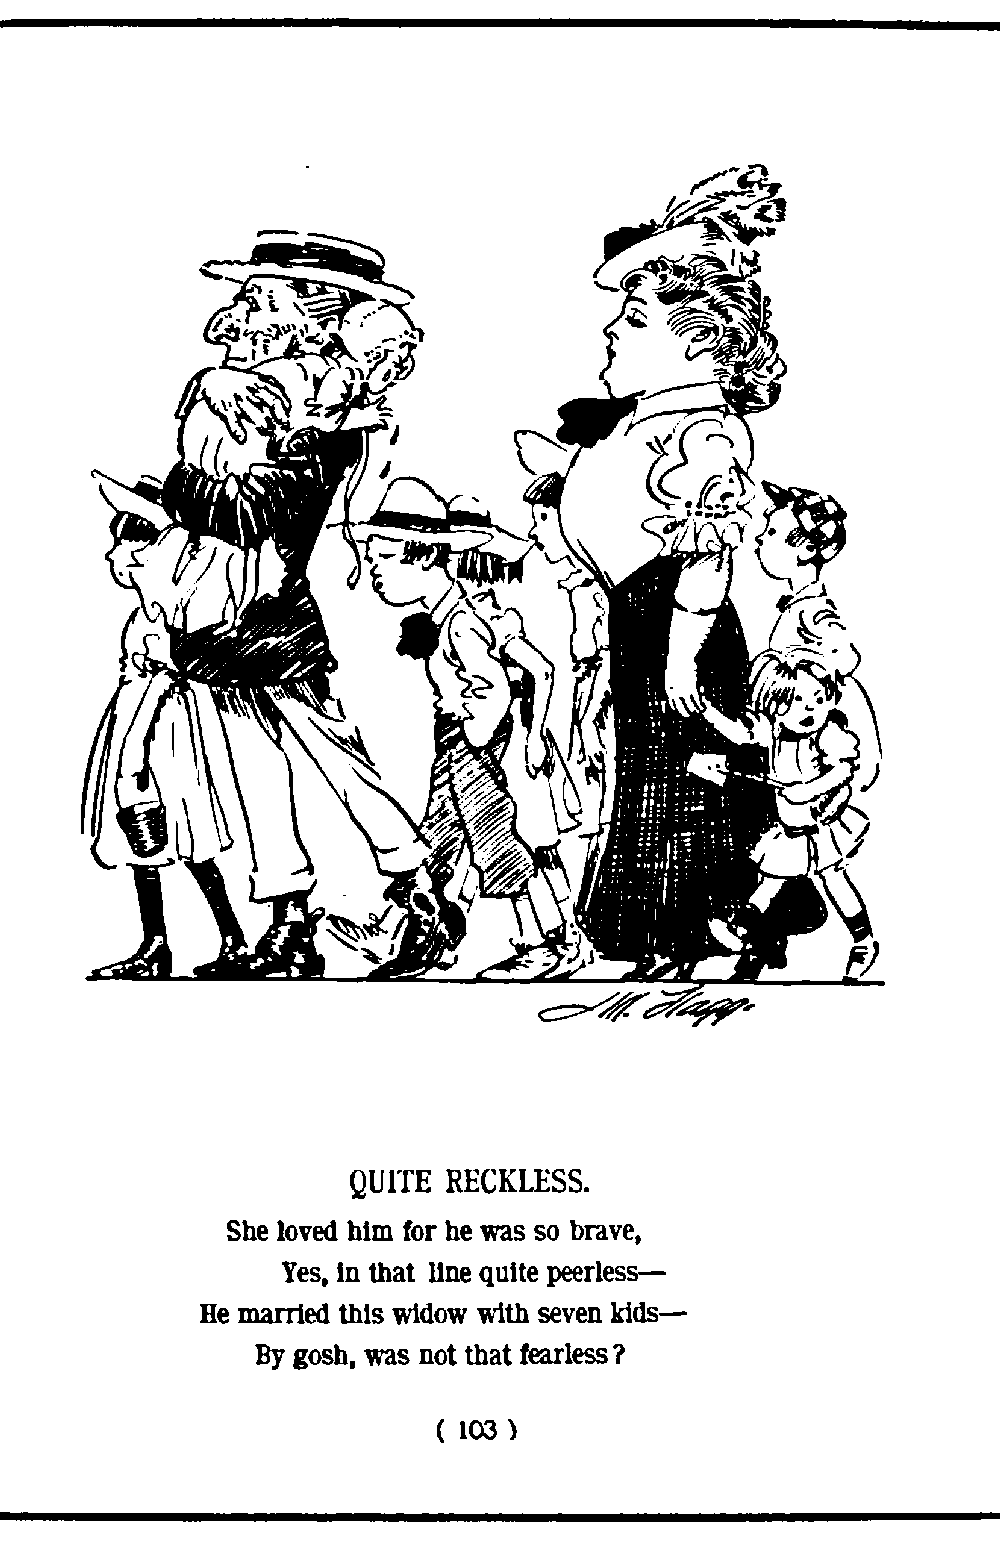 J.M. Flagg.
QUITE RECKLESS.
She loved him for he was so brave,
Yes, in that line quite peerless—
He married this widow with seven kids—
By gosh, was not that fearless?
( 103 )